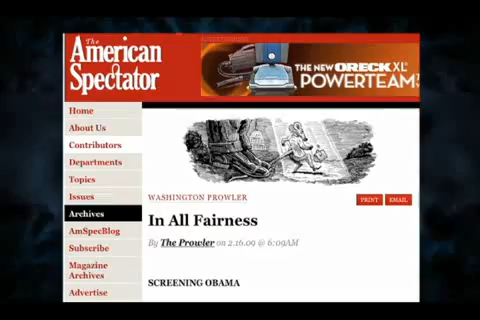 The
American
Spectator
THE NEW ORECK XL®
POWERTEAM
Home
About Us
Contributors
Departments
Topics
Issues
Archives
AmSpecBlog
Subscribe
Magazine
Archives
Advertise
WASHINGTON PROWLER
PRINT
EMAIL
In All Fairness
By The Prowler on 2.16.09 @ 6:09AM
SCREENING OBAMA